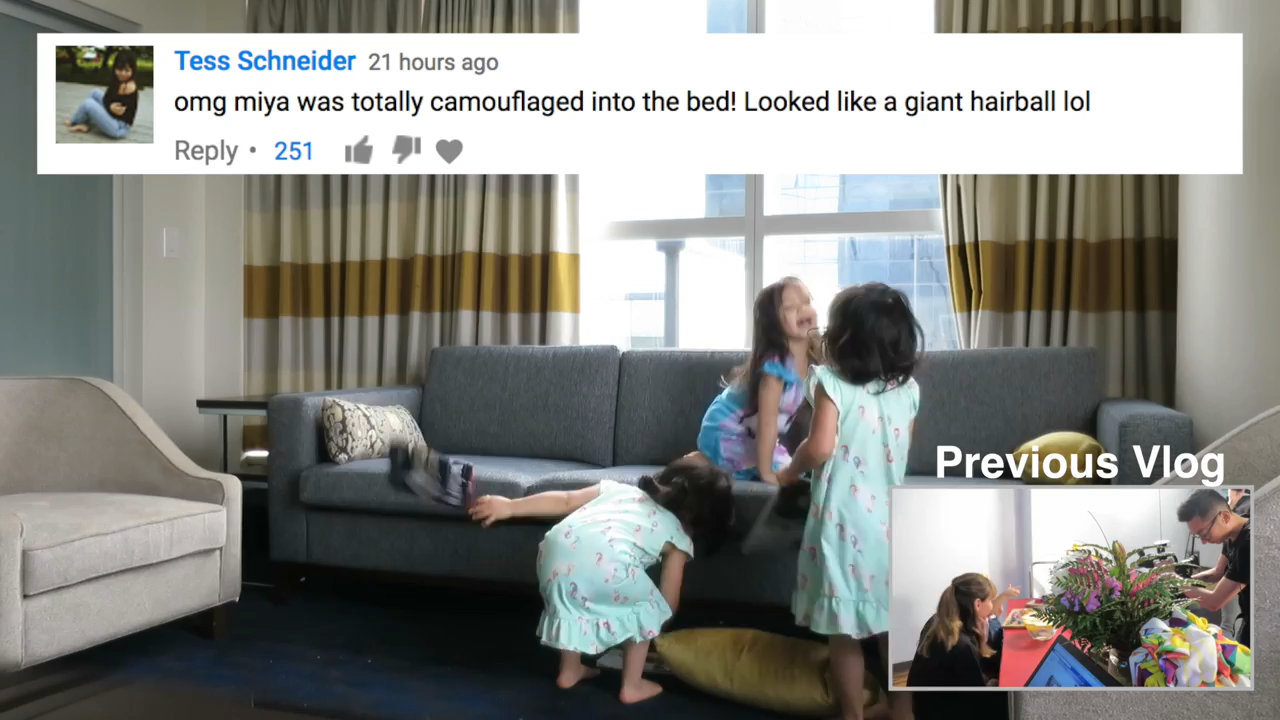 Tess Schneider 21 hours ago
omg miya was totally camouflaged into the bed! Looked like a giant hairball lol
Reply • 251
Previous Vlog